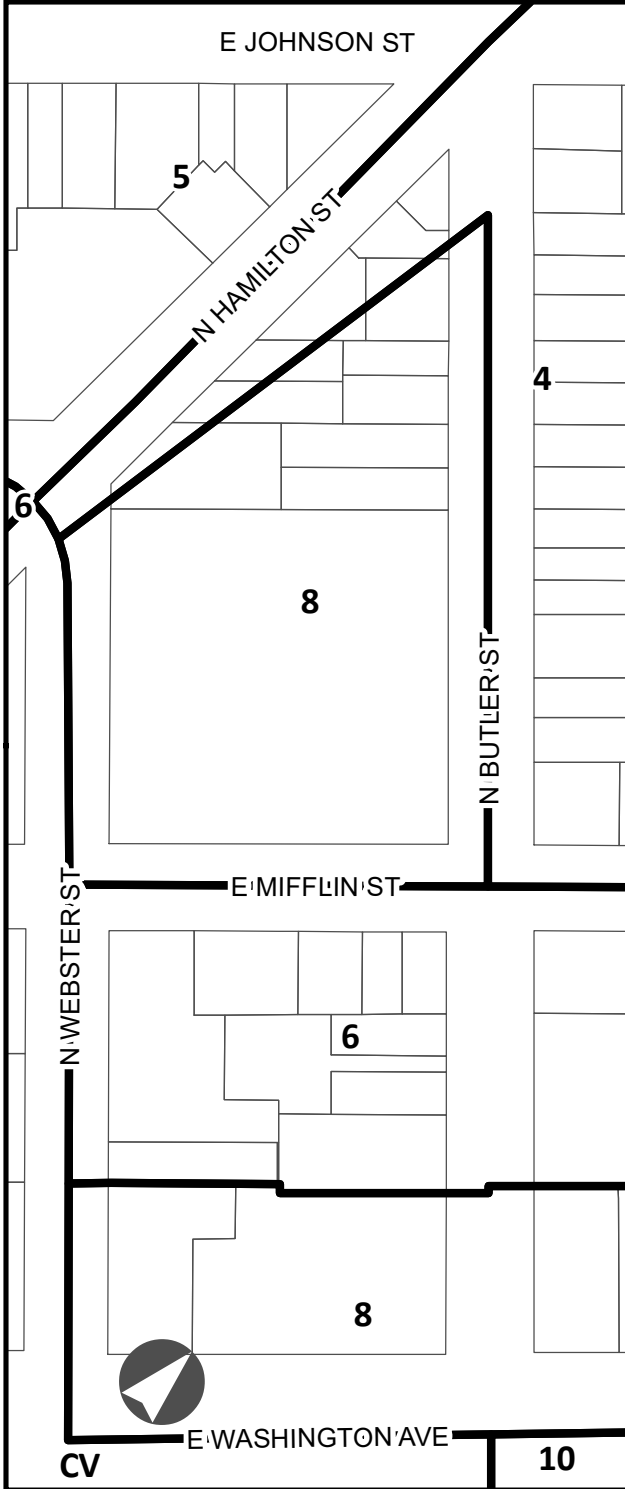 E JOHNSON ST
5
N HAMILTON ST
4
6
8
N BUTLER ST
E MIFFLIN ST
N WEBSTER ST
6
8
E WASHINGTON AVE
CV
10